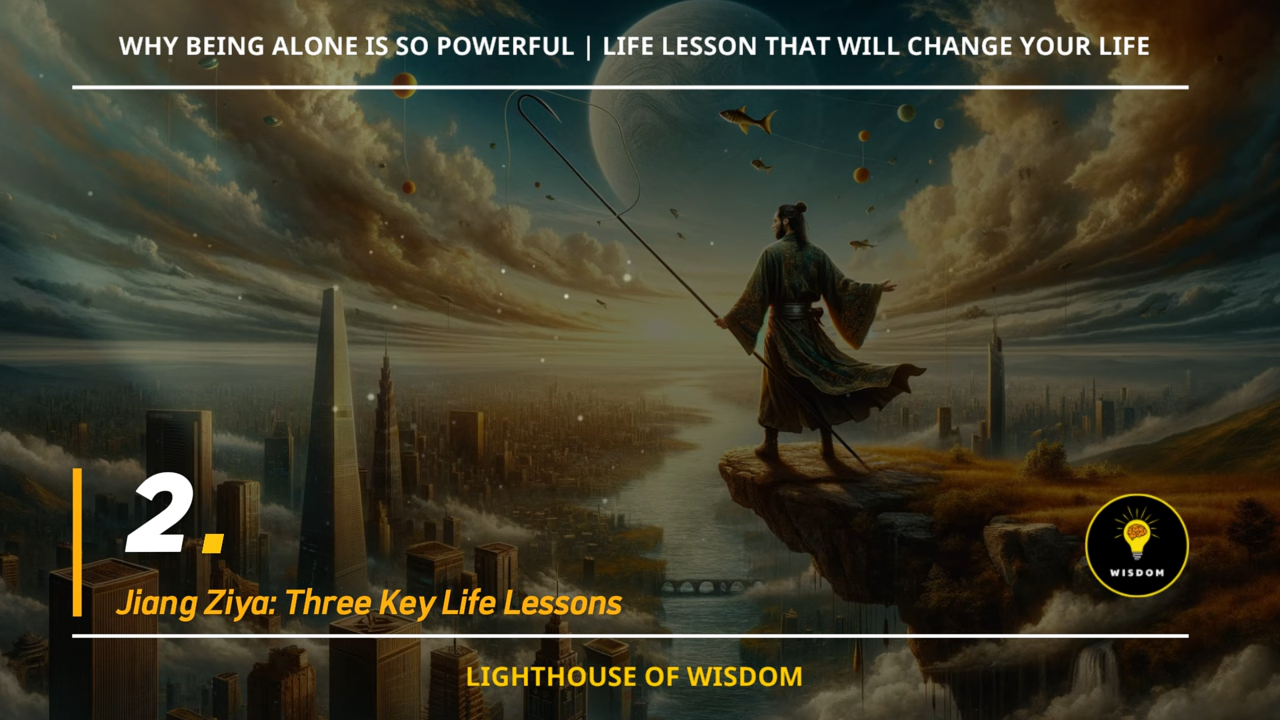 WHY BEING ALONE IS SO POWERFUL | LIFE LESSON THAT WILL CHANGE YOUR LIFE
2.
Jiang Ziya: Three Key Life Lessons
WISDOM
LIGHTHOUSE OF WISDOM